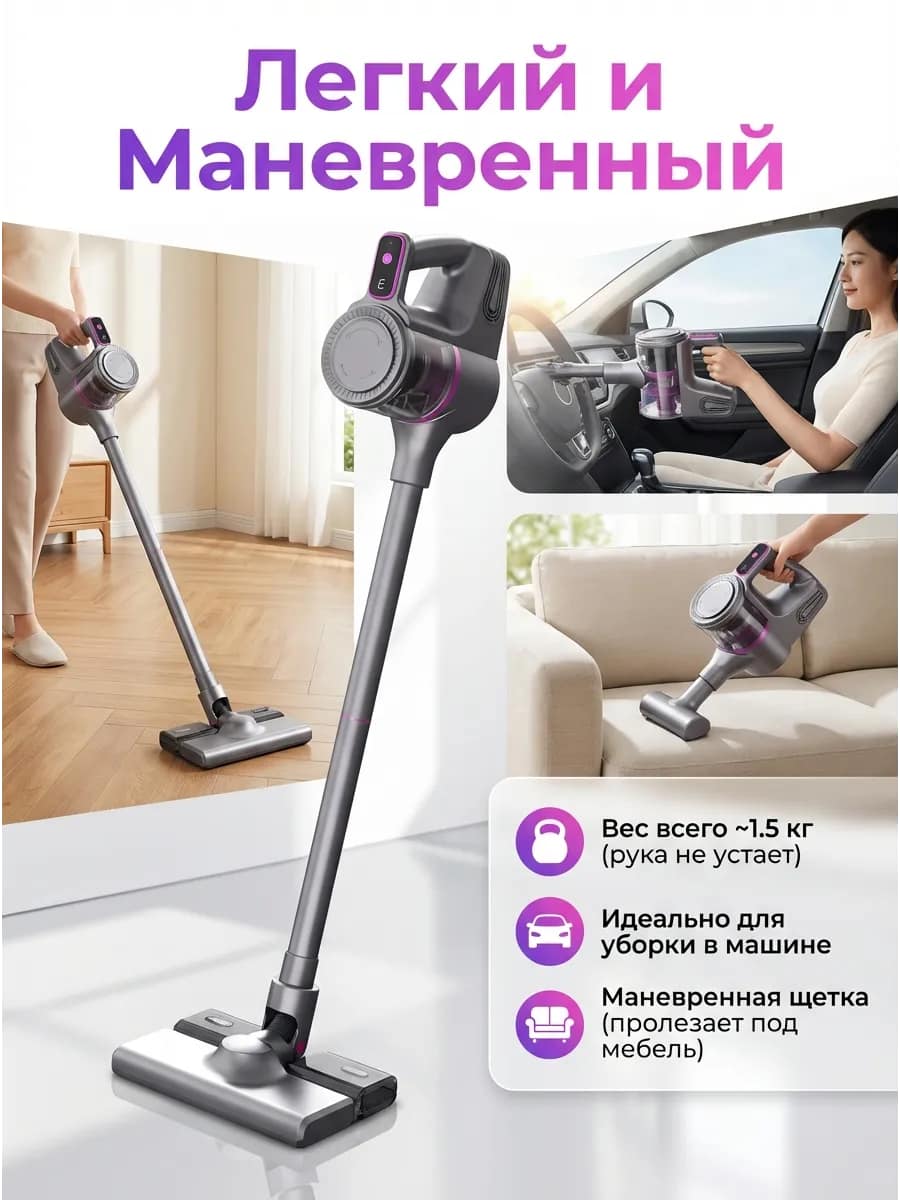 Легкий и
Маневренный
E
Вес всего ~1.5 кг
(рука не устает)
Идеально для
уборки в машине
Маневренная щетка
(пролезает под
мебель)